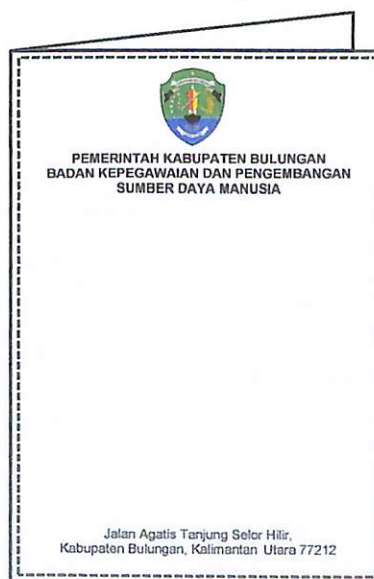 PEMERINTAH KABUPATEN BULUNGAN
BADAN KEPEGAWAIAN DAN PENGEMBANGAN
SUMBER DAYA MANUSIA
Jalan Agatis Tanjung Selor Hilir,
Kabupaten Bulungan, Kalimantan Utara 77212